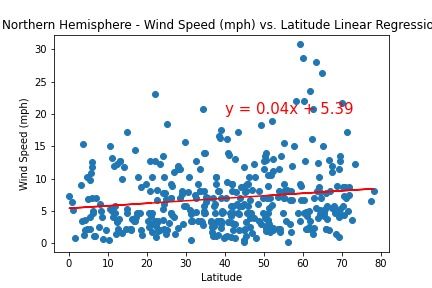 Northern Hemisphere - Wind Speed (mph) vs. Latitude Linear Regressio
30
25
20
15
10
5
0
Wind Speed (mph)
y = 0.04x + 5.39
0 10 20 30 40 50 60 70 80
Latitude